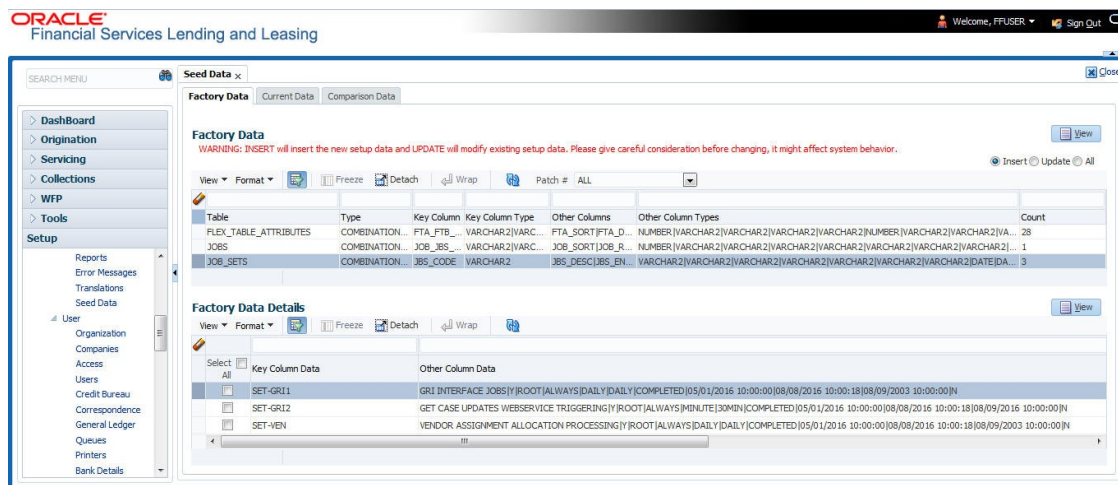 ORACLE
Financial Services Lending and Leasing
Welcome, FFUSER
Sign Out
SEARCH MENU
Seed Data x
Close
Factory Data
Current Data
Comparison Data
DashBoard
Origination
Servicing
Collections
WFP
Tools
Setup
Reports
Error Messages
Translations
Seed Data
User
Organization
Companies
Access
Users
Credit Bureau
Correspondence
General Ledger
Queues
Printers
Bank Details
Factory Data
View
WARNING: INSERT will insert the new setup data and UPDATE will modify existing setup data. Please give careful consideration before changing, it might affect system behavior.
Insert Update All
View Format Freeze Detach Wrap Patch # ALL
Table Type Key Column Key Column Type Other Columns Other Column Types Count
FLEX_TABLE_ATTRIBUTES COMBINATION... FTA_FTB_... VARCHAR2|VARC... FTA_SORT|FTA_D... NUMBER|VARCHAR2|VARCHAR2|VARCHAR2|VARCHAR2|NUMBER|VARCHAR2|VARCHAR2|VA... 28
JOBS COMBINATION... JOB_JBS_... VARCHAR2|VARC... JOB_SORT|JOB_R... NUMBER|VARCHAR2|VARCHAR2|VARCHAR2|VARCHAR2|VARCHAR2|VARCHAR2|VARCHAR2|... 1
JOB_SETS COMBINATION... JBS_CODE VARCHAR2 JBS_DESC|JBS_EN... VARCHAR2|VARCHAR2|VARCHAR2|VARCHAR2|VARCHAR2|VARCHAR2|VARCHAR2|DATE|DA... 3
Factory Data Details
View
View Format Freeze Detach Wrap
Select All Key Column Data Other Column Data
SET-GRI1 GRI INTERFACE JOBS|Y|ROOT|ALWAYS|DAILY|DAILY|COMPLETED|05/01/2016 10:00:00|08/08/2016 10:00:18|08/09/2003 10:00:00|N
SET-GRI2 GET CASE UPDATES WEBSERVICE TRIGGERING|Y|ROOT|ALWAYS|MINUTE|30MIN|COMPLETED|05/01/2016 10:00:00|08/08/2016 10:00:18|08/09/2016 10:00:00|N
SET-VEN VENDOR ASSIGNMENT ALLOCATION PROCESSING|Y|ROOT|ALWAYS|DAILY|DAILY|COMPLETED|05/01/2016 10:00:00|08/08/2016 10:00:18|08/09/2003 10:00:00|N